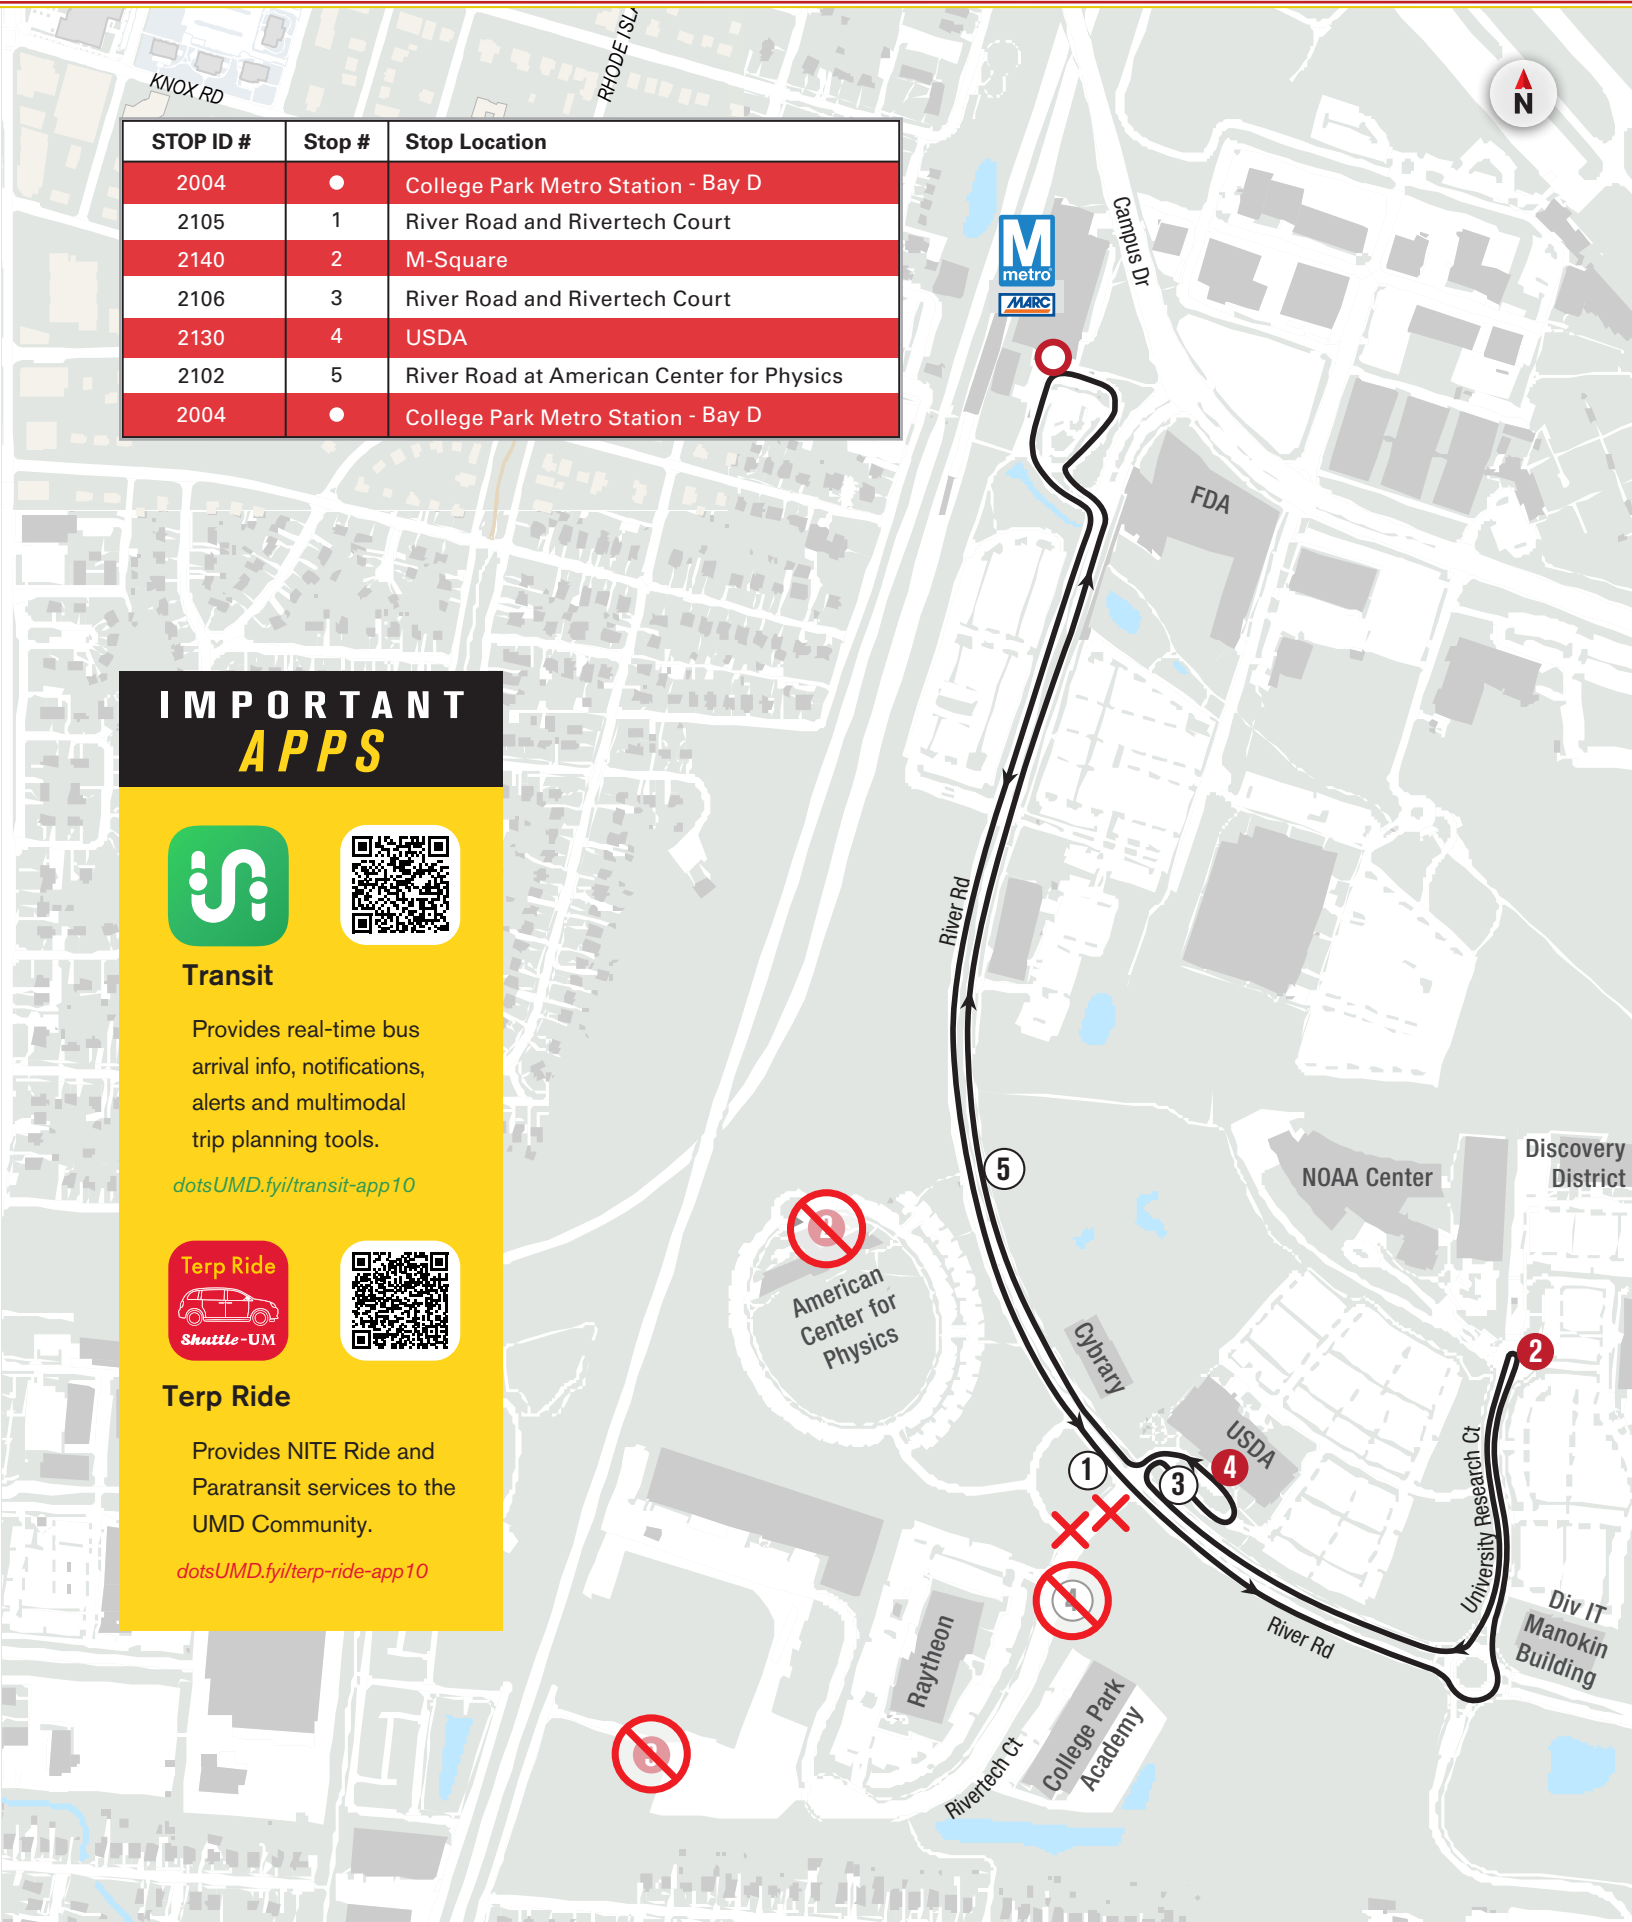 KNOX RD
RHODE ISL
N
STOP ID # Stop # Stop Location
2004 College Park Metro Station - Bay D
2105 1 River Road and Rivertech Court
2140 2 M-Square
2106 3 River Road and Rivertech Court
2130 4 USDA
2102 5 River Road at American Center for Physics
2004 College Park Metro Station - Bay D
M
metro
MARC
Campus Dr
FDA
IMPORTANT
APPS
Transit
Provides real-time bus
arrival info, notifications,
alerts and multimodal
trip planning tools.
dotsUMD.fyi/transit-app10
Terp Ride
Shuttle-UM
Terp Ride
Provides NITE Ride and
Paratransit services to the
UMD Community.
dotsUMD.fyi/terp-ride-app10
River Rd
5
NOAA Center
Discovery
District
2
American
Center for
Physics
Cybrary
2
USDA
4
1
3
University Research Ct
4
River Rd
Div IT
Manokin
Building
Raytheon
College Park
Academy
3
Rivertech Ct